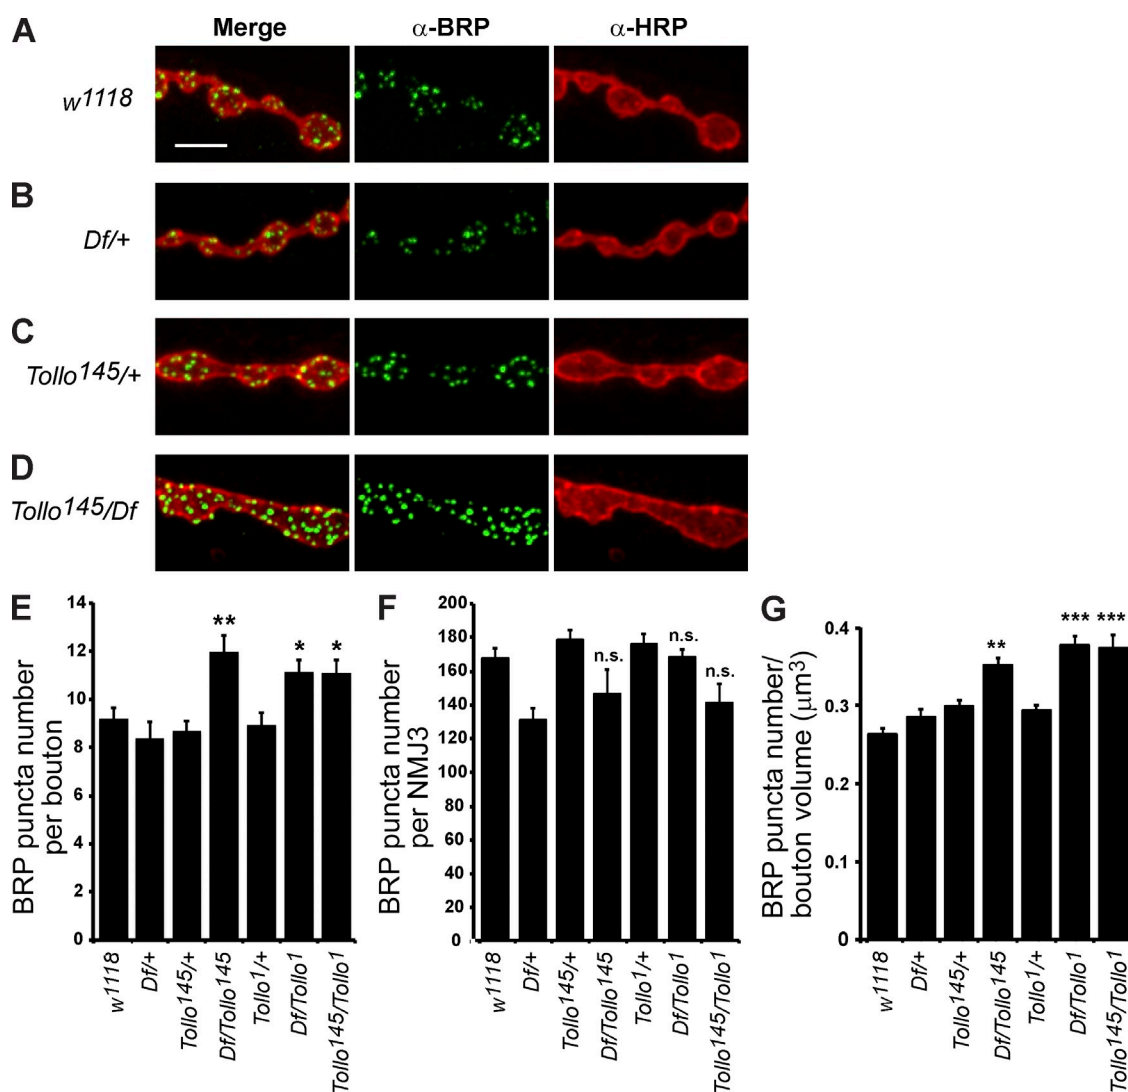 A Merge α-BRP α-HRP
w1118
B
Df/+
C
Tollo145/+
D
Tollo145/Df
E
BRP puncta number
per bouton
14
12
10
8
6
4
2
0
** * *
w1118 Df/+ Tollo145/+ Df/Tollo145 Tollo1/+ Df/Tollo1 Tollo145/Tollo1
F
BRP puncta number
per NMJ3
200
180
160
140
120
100
80
60
40
20
0
n.s. n.s. n.s.
w1118 Df/+ Tollo145/+ Df/Tollo145 Tollo1/+ Df/Tollo1 Tollo145/Tollo1
G
BRP puncta number/
bouton volume (μm3)
0.4
0.3
0.2
0.1
0
** *** ***
w1118 Df/+ Tollo145/+ Df/Tollo145 Tollo1/+ Df/Tollo1 Tollo145/Tollo1